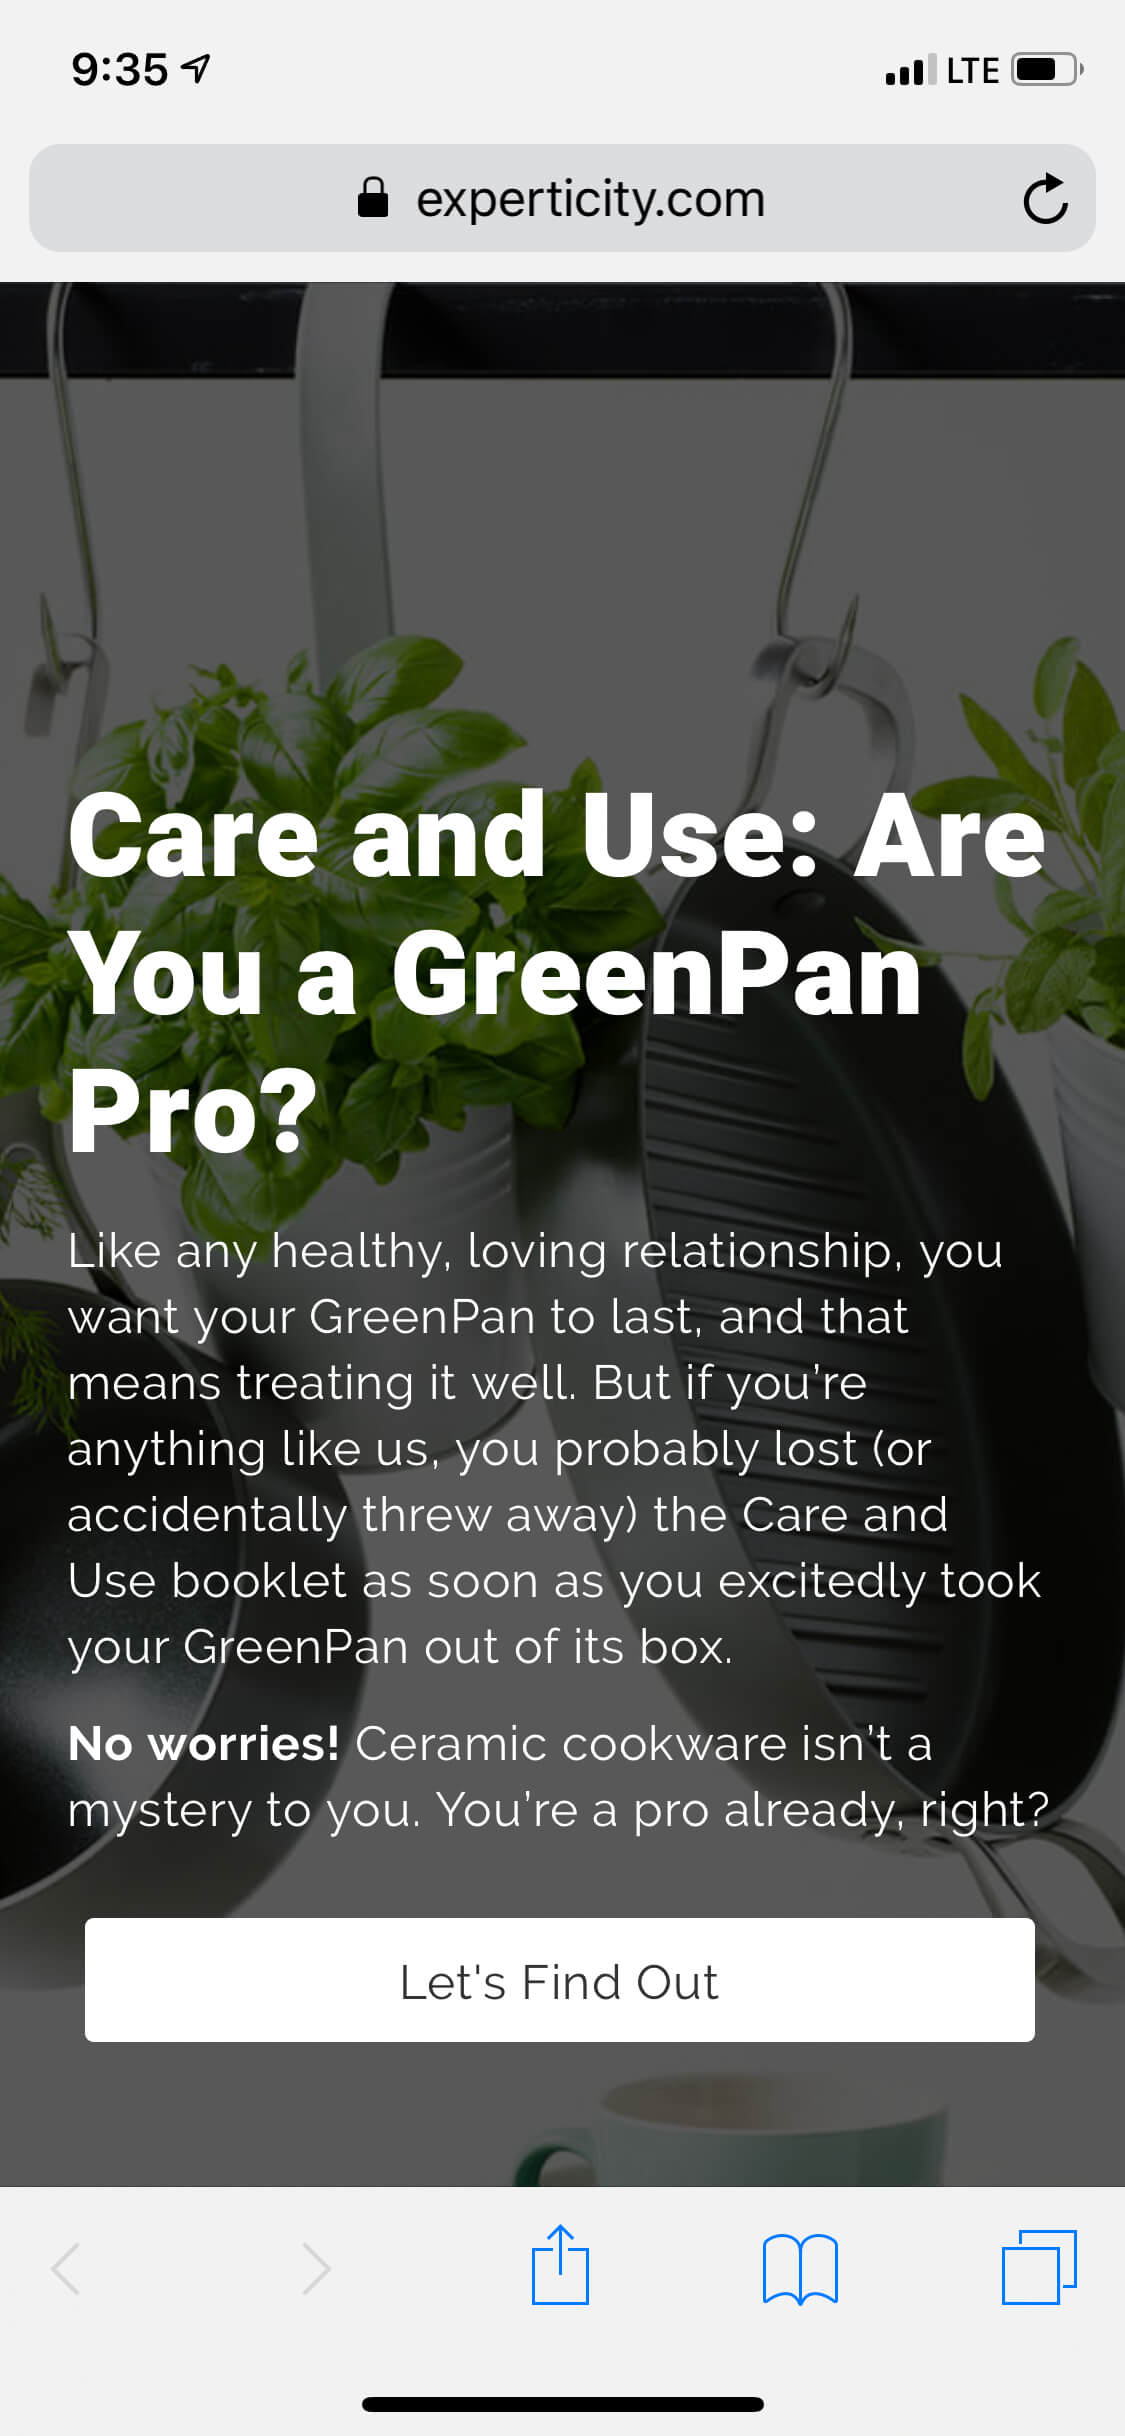 9:35
LTE
experticity.com
Care and Use: Are
You a GreenPan
Pro?
Like any healthy, loving relationship, you
want your GreenPan to last, and that
means treating it well. But if you’re
anything like us, you probably lost (or
accidentally threw away) the Care and
Use booklet as soon as you excitedly took
your GreenPan out of its box.
No worries! Ceramic cookware isn’t a
mystery to you. You’re a pro already, right?
Let's Find Out